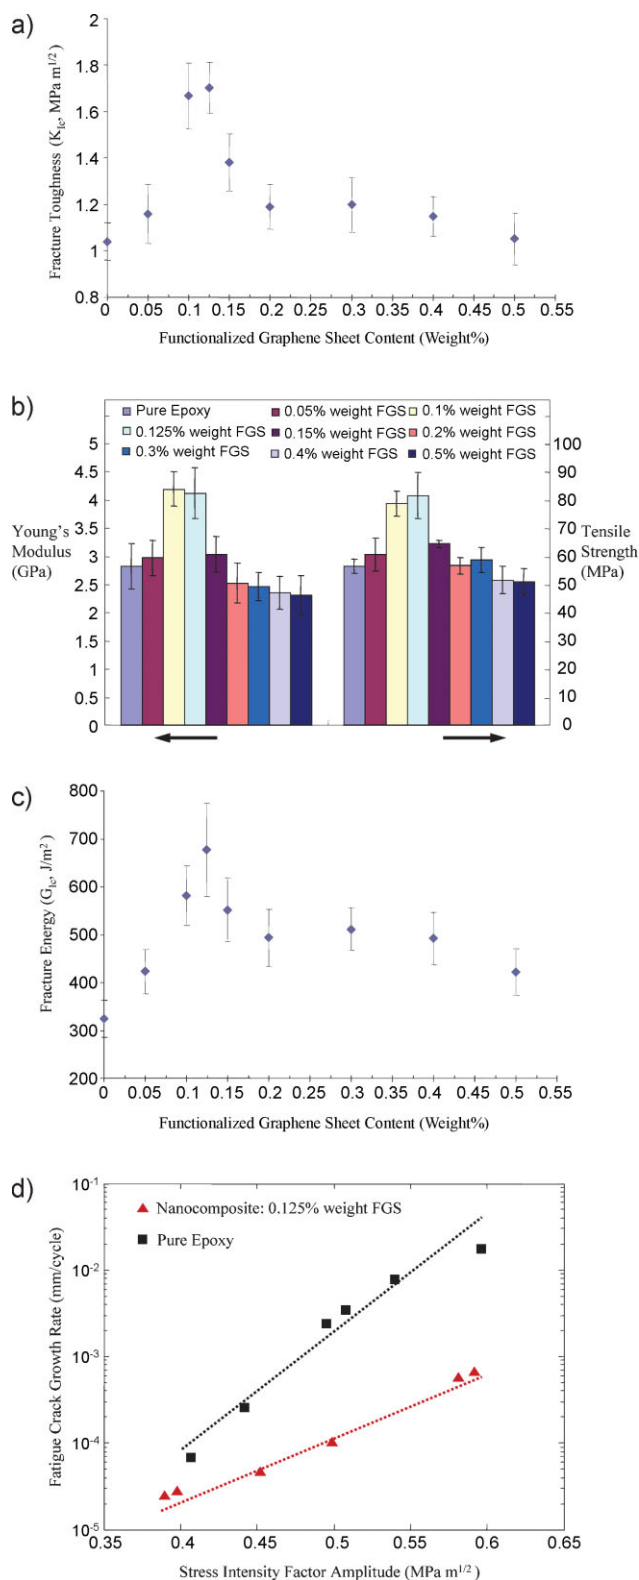 a)
Fracture Toughness (K_Ic, MPa m^1/2)
2
1.8
1.6
1.4
1.2
1
0.8
0 0.05 0.1 0.15 0.2 0.25 0.3 0.35 0.4 0.45 0.5 0.55
Functionalized Graphene Sheet Content (Weight%)
b)
Pure Epoxy 0.05% weight FGS 0.1% weight FGS
0.125% weight FGS 0.15% weight FGS 0.2% weight FGS
0.3% weight FGS 0.4% weight FGS 0.5% weight FGS
Young's
Modulus
(GPa)
5
4.5
4
3.5
3
2.5
2
1.5
1
0.5
0
100
90
80
70
60
50
40
30
20
10
0
Tensile
Strength
(MPa)
c)
Fracture Energy (G_Ic, J/m^2)
800
700
600
500
400
300
200
0 0.05 0.1 0.15 0.2 0.25 0.3 0.35 0.4 0.45 0.5 0.55
Functionalized Graphene Sheet Content (Weight%)
d)
Fatigue Crack Growth Rate (mm/cycle)
10^-1
10^-2
10^-3
10^-4
10^-5
Nanocomposite: 0.125% weight FGS
Pure Epoxy
0.35 0.4 0.45 0.5 0.55 0.6 0.65
Stress Intensity Factor Amplitude (MPa m^1/2)